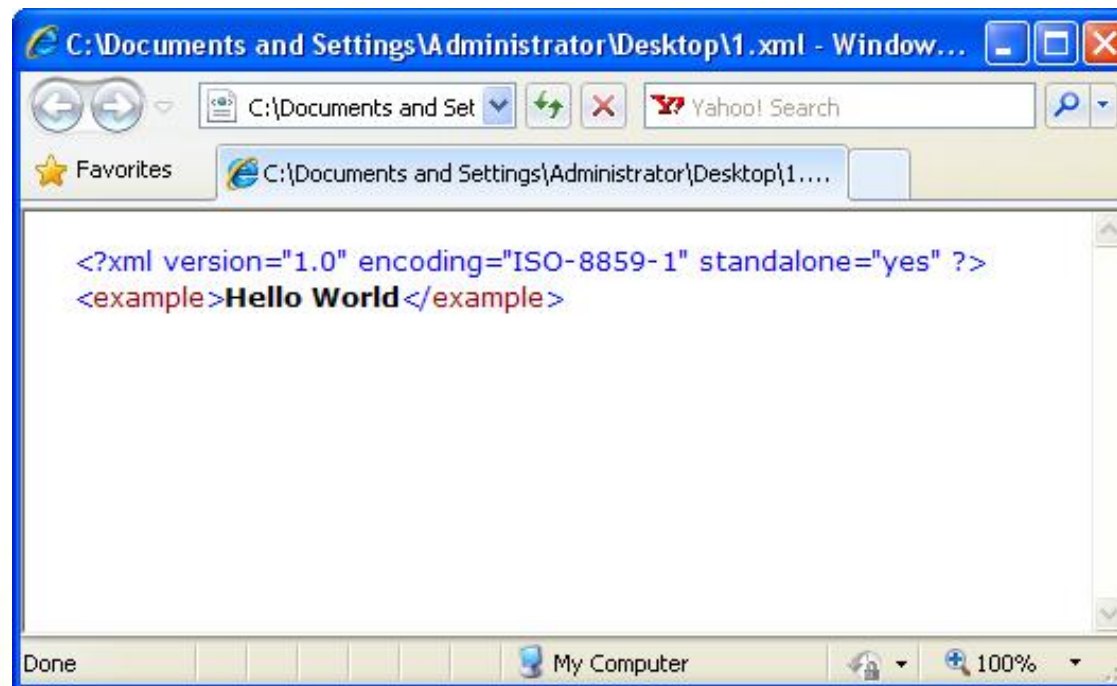 C:\Documents and Settings\Administrator\Desktop\1.xml - Window...
C:\Documents and Set
Yahoo! Search
Favorites
C:\Documents and Settings\Administrator\Desktop\1....
<?xml version="1.0" encoding="ISO-8859-1" standalone="yes" ?>
<example>Hello World</example>
Done
My Computer
100%